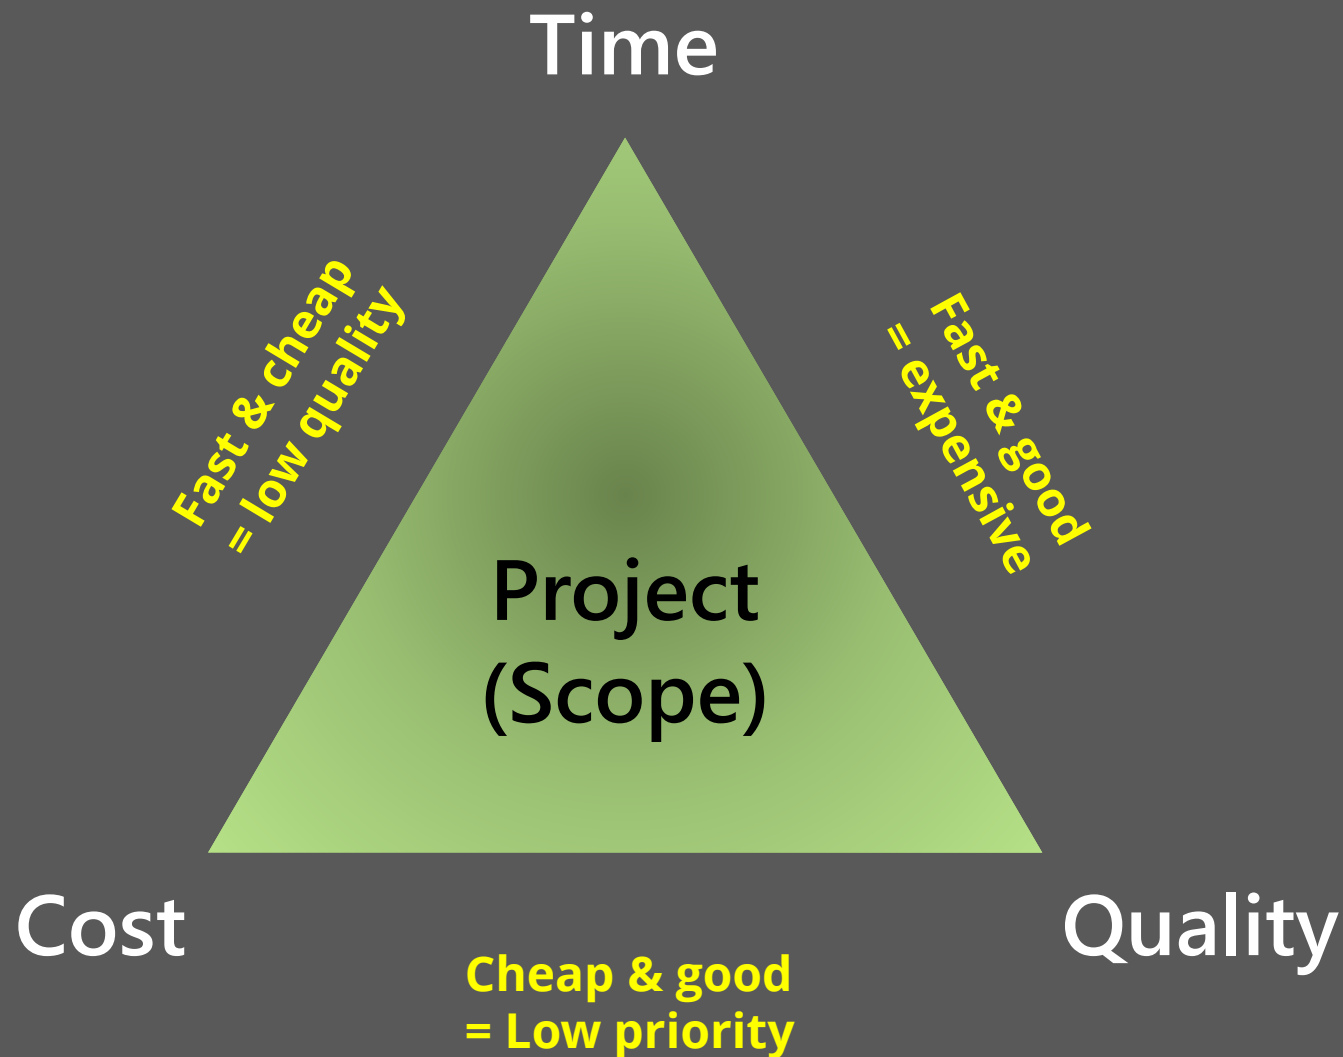 Time
Fast & cheap
= low quality
Fast & good
= expensive
Project
(Scope)
Cost
Quality
Cheap & good
= Low priority